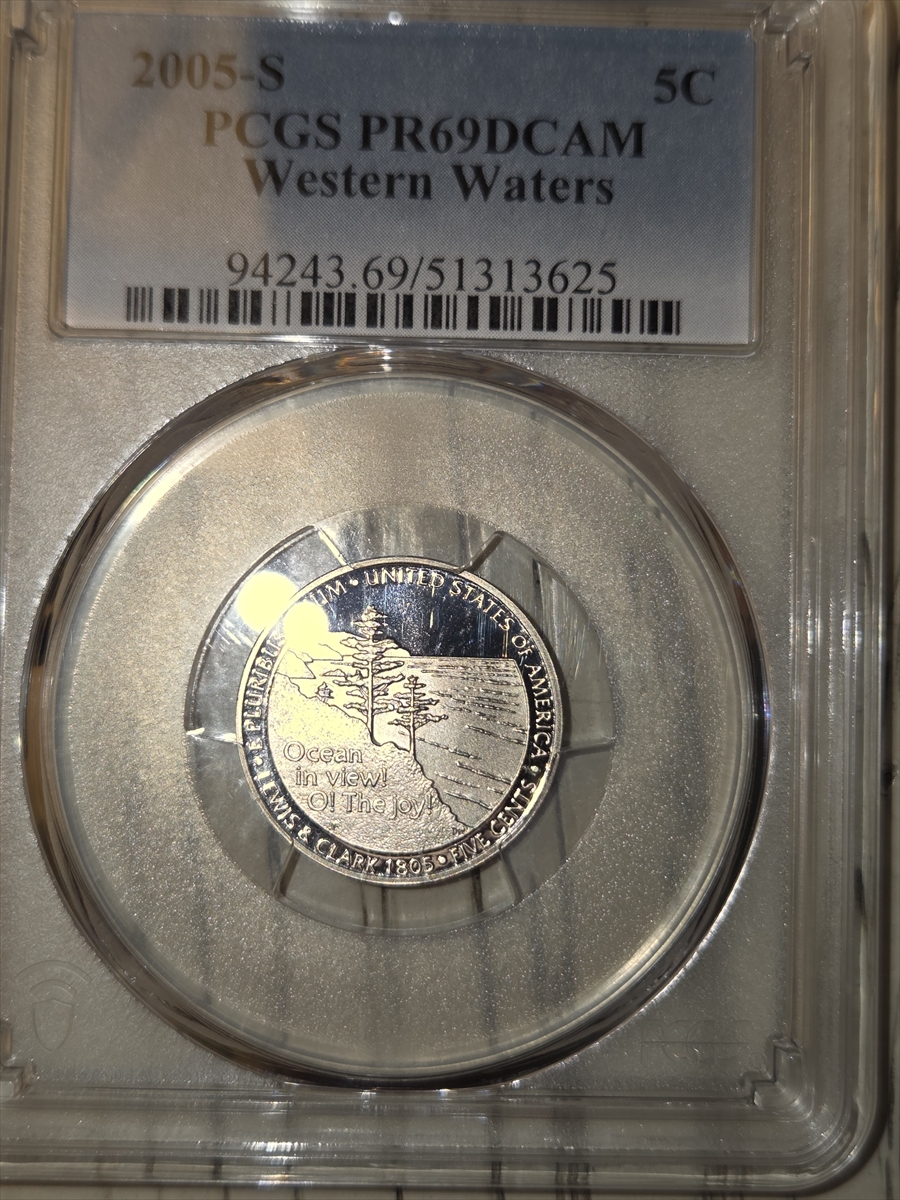 2005-S 5C
PCGS PR69DCAM
Western Waters
94243.69/51313625
UNITED STATES OF AMERICA • FIVE CENTS
LEWIS & CLARK 1805 •
E PLURIBUS
Ocean
in view!
O! The joy!